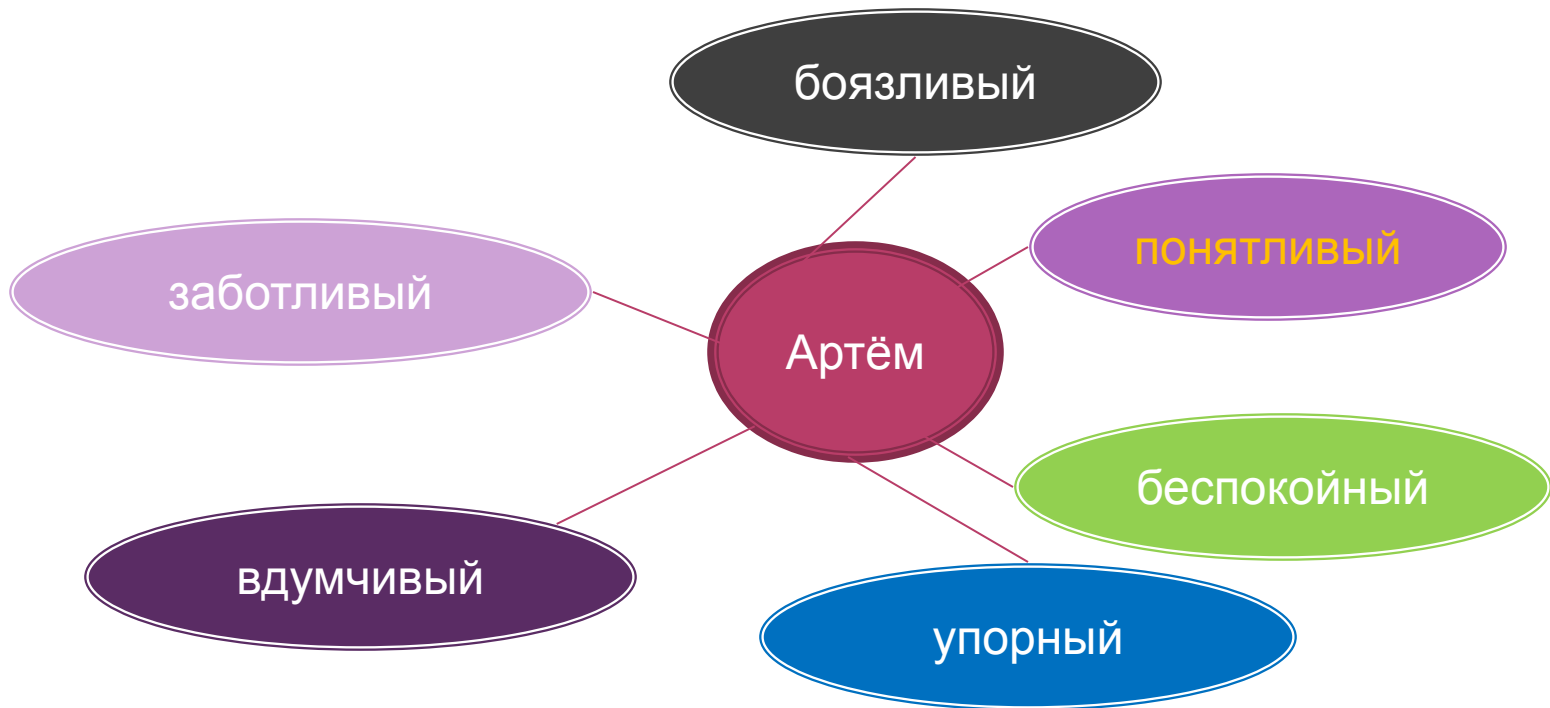 боязливый
понятливый
заботливый
Артём
беспокойный
вдумчивый
упорный